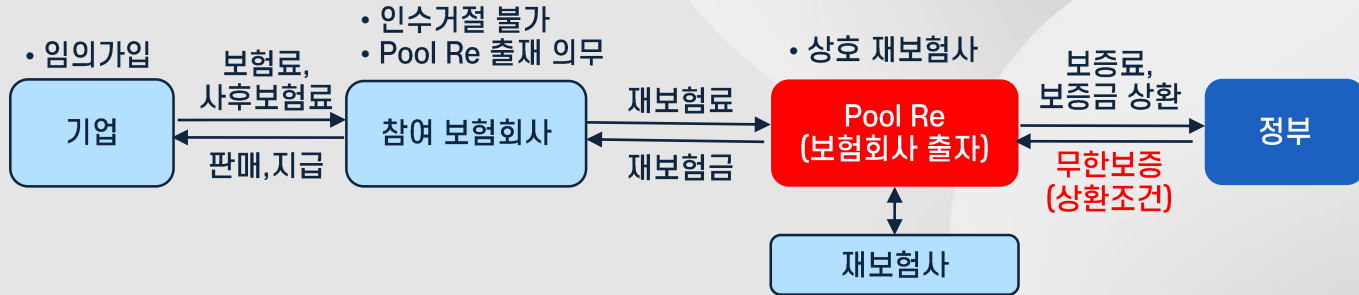 • 임의가입
기업
보험료,
사후보험료
판매,지급
• 인수거절 불가
• Pool Re 출재 의무
참여 보험회사
재보험료
재보험금
• 상호 재보험사
Pool Re
(보험회사 출자)
보증료,
보증금 상환
무한보증
(상환조건)
정부
재보험사